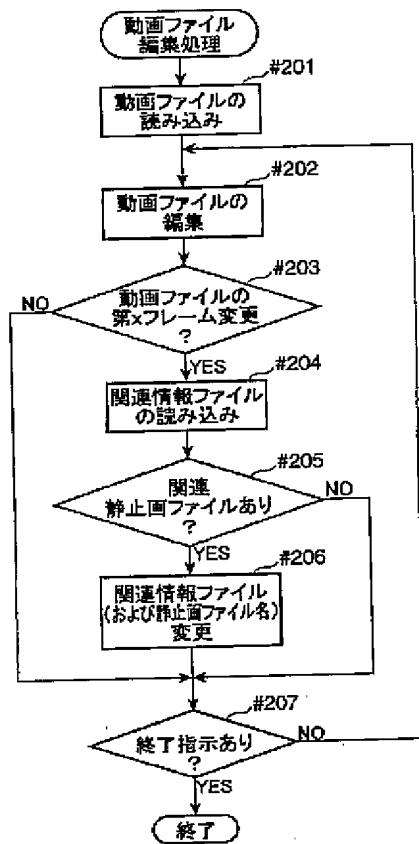 動画ファイル
編集処理
#201
動画ファイルの
読み込み
#202
動画ファイルの
編集
#203
動画ファイルの
第xフレーム変更
?
NO
YES
#204
関連情報ファイル
の読み込み
#205
関連
静止画ファイルあり
?
NO
YES
#206
関連情報ファイル
(および静止画ファイル名)
変更
#207
終了指示あり
?
NO
YES
終了